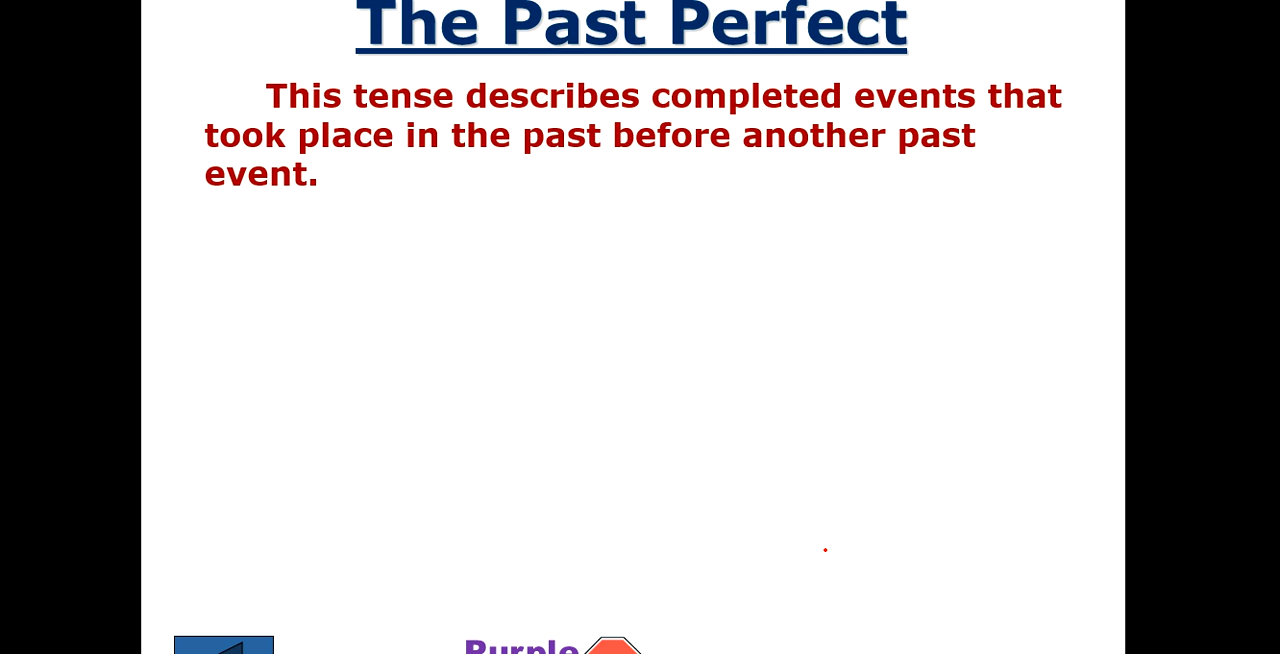 The Past Perfect
This tense describes completed events that
took place in the past before another past
event.
Purple